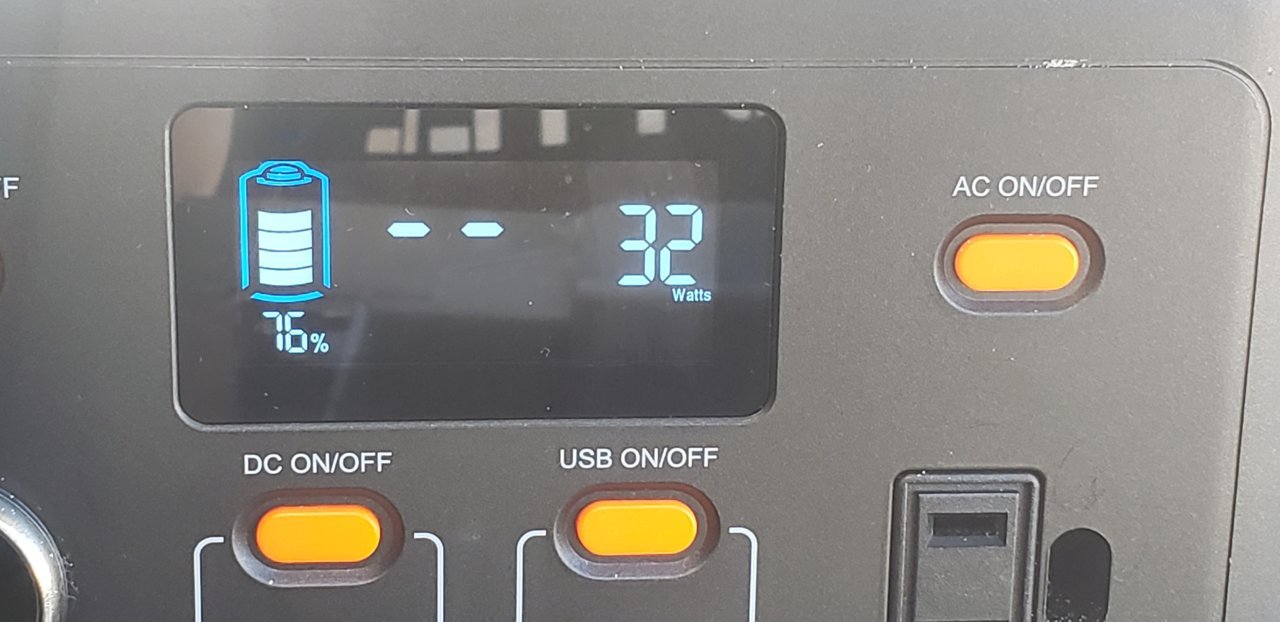 F
AC ON/OFF
-- 32
Watts
76%
DC ON/OFF
USB ON/OFF